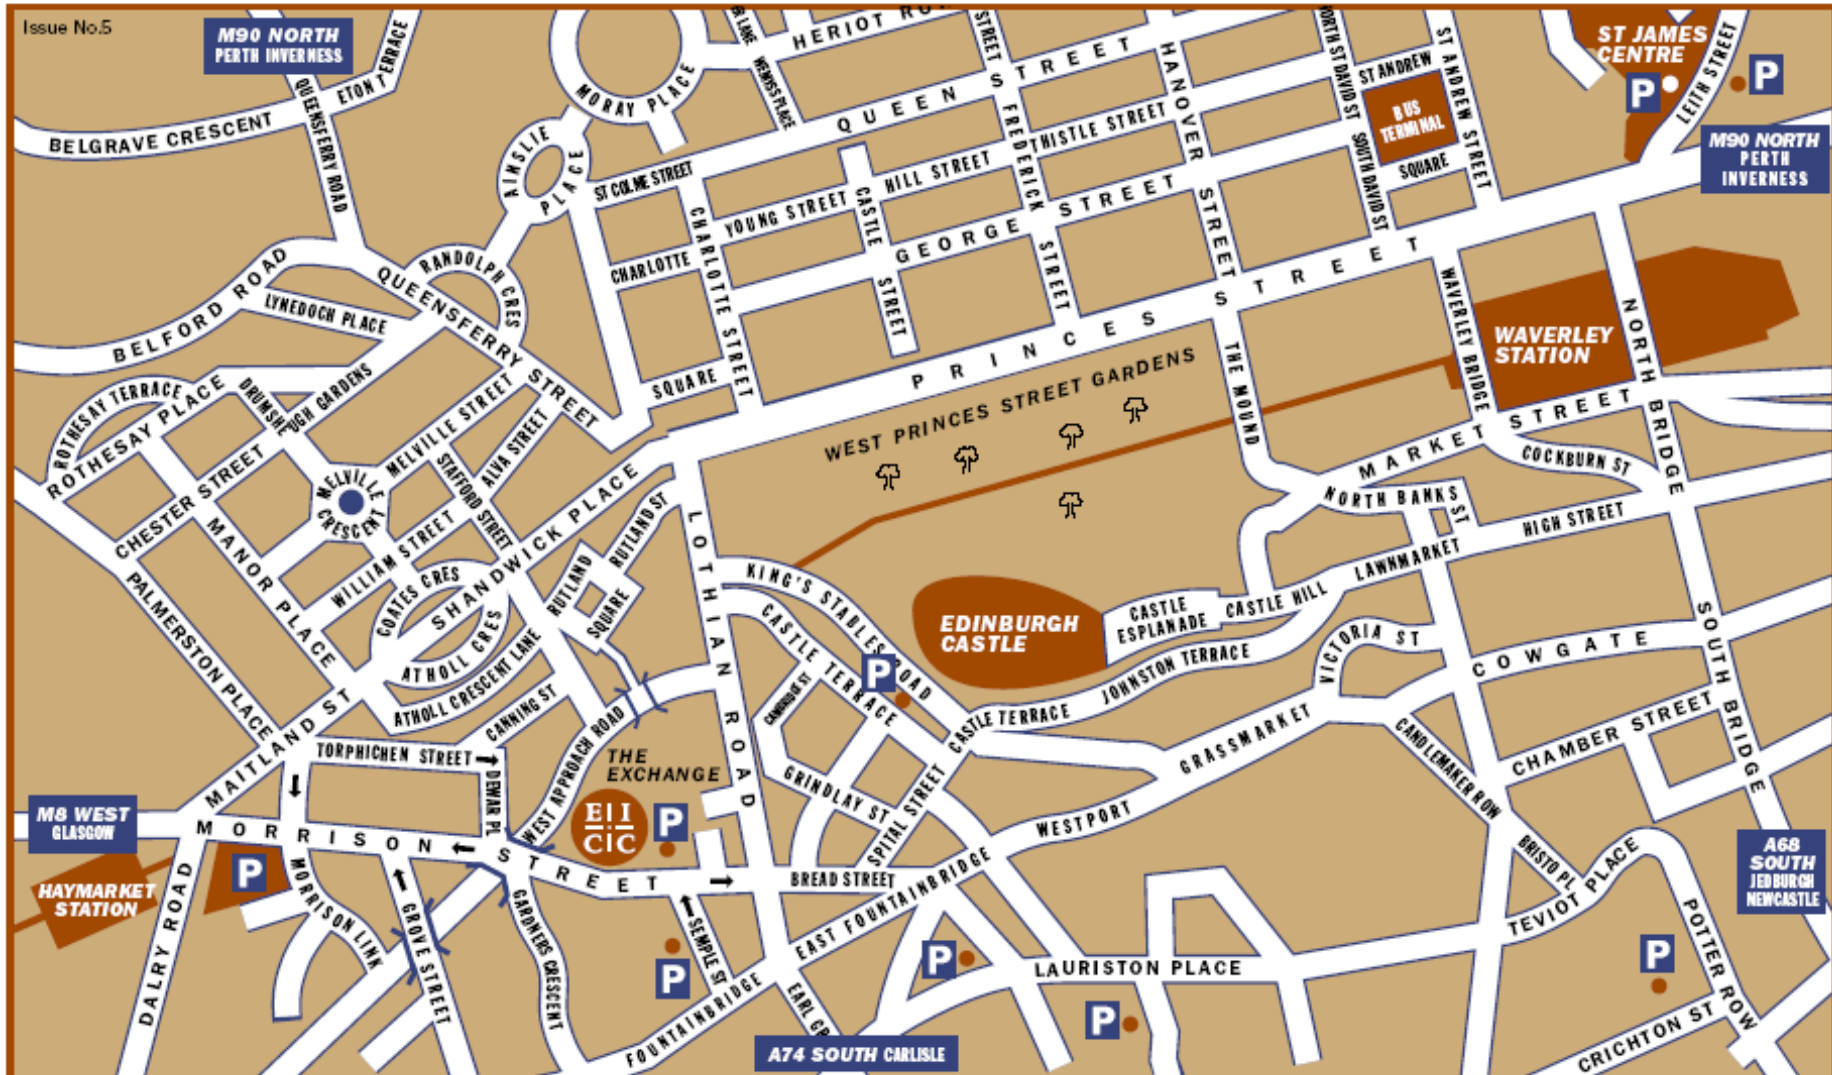 Issue No.5
M90 NORTH
PERTH INVERNESS
ETON TERRACE
BELGRAVE CRESCENT
QUEENSFERRY ROAD
MORAY PLACE
AINSLIE
PLACE
WEMYSS PLACE
QUEEN STREET
FREDERICK
STREET
HANOVER
STREET
THISTLE STREET
HILL STREET
YOUNG STREET
ST COLME STREET
CASTLE
STREET
GEORGE STREET
CHARLOTTE
SQUARE
CHARLOTTE STREET
ST ANDREW
SQUARE
BUS
TERMINAL
SOUTH DAVID ST
NORTH ST DAVID ST
ST ANDREW STREET
ST JAMES
CENTRE
P
P
LEITH STREET
M90 NORTH
PERTH
INVERNESS
BELFORD ROAD
LYNEDOCH PLACE
RANDOLPH CRES
QUEENSFERRY STREET
PRINCES STREET
WEST PRINCES STREET GARDENS
THE MOUND
WAVERLEY BRIDGE
WAVERLEY
STATION
NORTH BRIDGE
MARKET STREET
COCKBURN ST
NORTH BANKS ST
HIGH STREET
LAWNMARKET
CASTLE HILL
CASTLE
ESPLANADE
EDINBURGH
CASTLE
JOHNSTON TERRACE
VICTORIA ST
COWGATE
SOUTH BRIDGE
CHAMBER STREET
ROTHESAY TERRACE
ROTHESAY PLACE
DRUMSHEUGH GARDENS
CHESTER STREET
MELVILLE STREET
MELVILLE
CRESCENT
ALVA STREET
STAFFORD STREET
WILLIAM STREET
MANOR PLACE
PALMERSTON PLACE
COATES CRES
ATHOLL CRES
SHANDWICK PLACE
ATHOLL CRESCENT LANE
RUTLAND ST
RUTLAND
SQUARE
CANNING ST
LOTHIAN ROAD
KING'S STABLES ROAD
CASTLE TERRACE
P
CASTLE TERRACE
GRINDLAY ST
SPITAL STREET
GRASSMARKET
WESTPORT
CANDLEMAKER ROW
BRISTO PL
TEVIOT PLACE
POTTER ROW
CRICHTON ST
MAITLAND ST
TORPHICHEN STREET
DEWAR PL
WEST APPROACH ROAD
THE
EXCHANGE
EICC
P
M8 WEST
GLASGOW
MORRISON STREET
HAYMARKET
STATION
P
DALRY ROAD
MORRISON LINK
GROVE STREET
GARDNERS CRESCENT
SEMPLE ST
P
BREAD STREET
EAST FOUNTAINBRIDGE
FOUNTAINBRIDGE
P
LAURISTON PLACE
P
P
A74 SOUTH CARLISLE
A68
SOUTH
JEDBURGH
NEWCASTLE